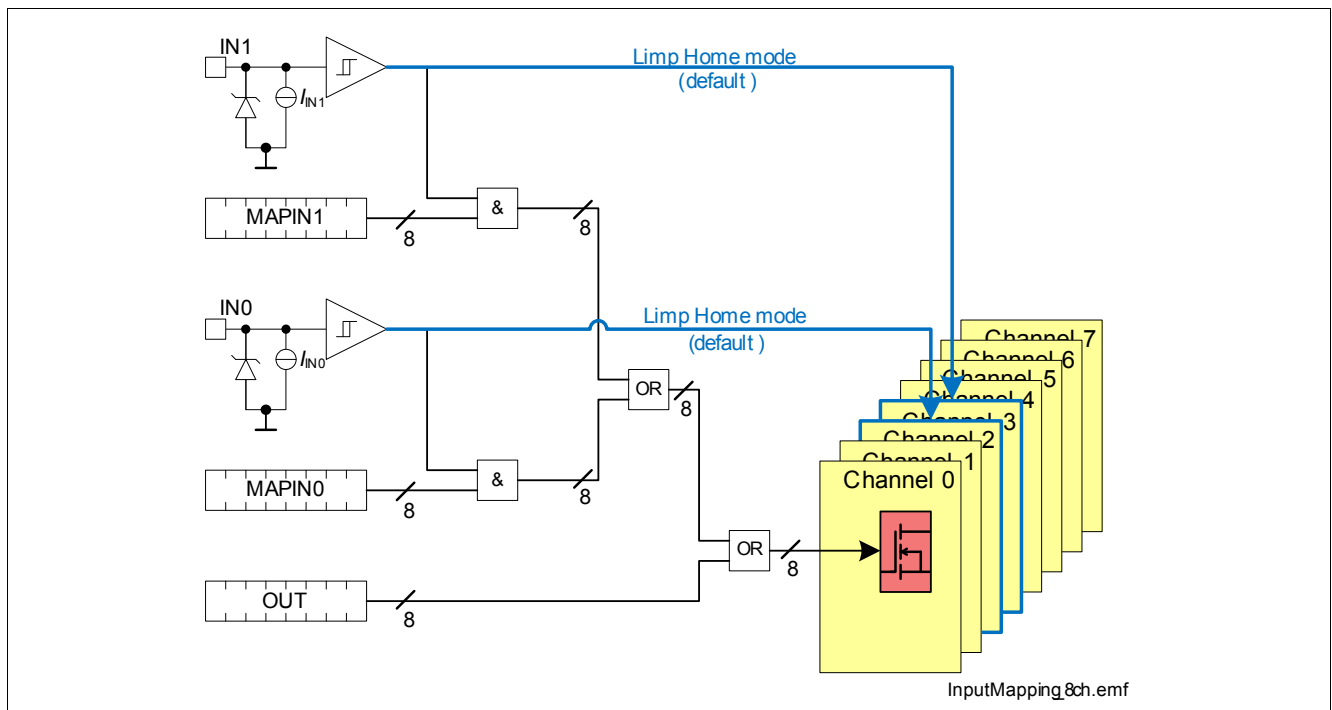 IN1
Limp Home mode
(default )
IIN1
MAPIN1
8
&
8
IN0
Limp Home mode
(default )
IIN0
Channel 7
Channel 6
Channel 5
Channel 4
Channel 3
Channel 2
Channel 1
Channel 0
OR
8
MAPIN0
8
&
8
OR
8
OUT
8
InputMapping_8ch.emf